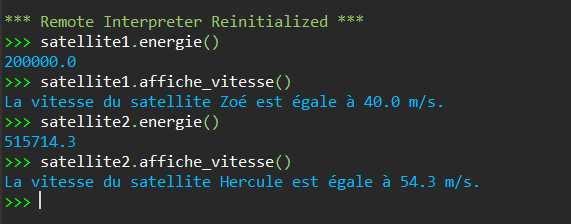 *** Remote Interpreter Reinitialized ***
>>> satellite1.energie()
200000.0
>>> satellite1.affiche_vitesse()
La vitesse du satellite Zoé est égale à 40.0 m/s.
>>> satellite2.energie()
515714.3
>>> satellite2.affiche_vitesse()
La vitesse du satellite Hercule est égale à 54.3 m/s.
>>>